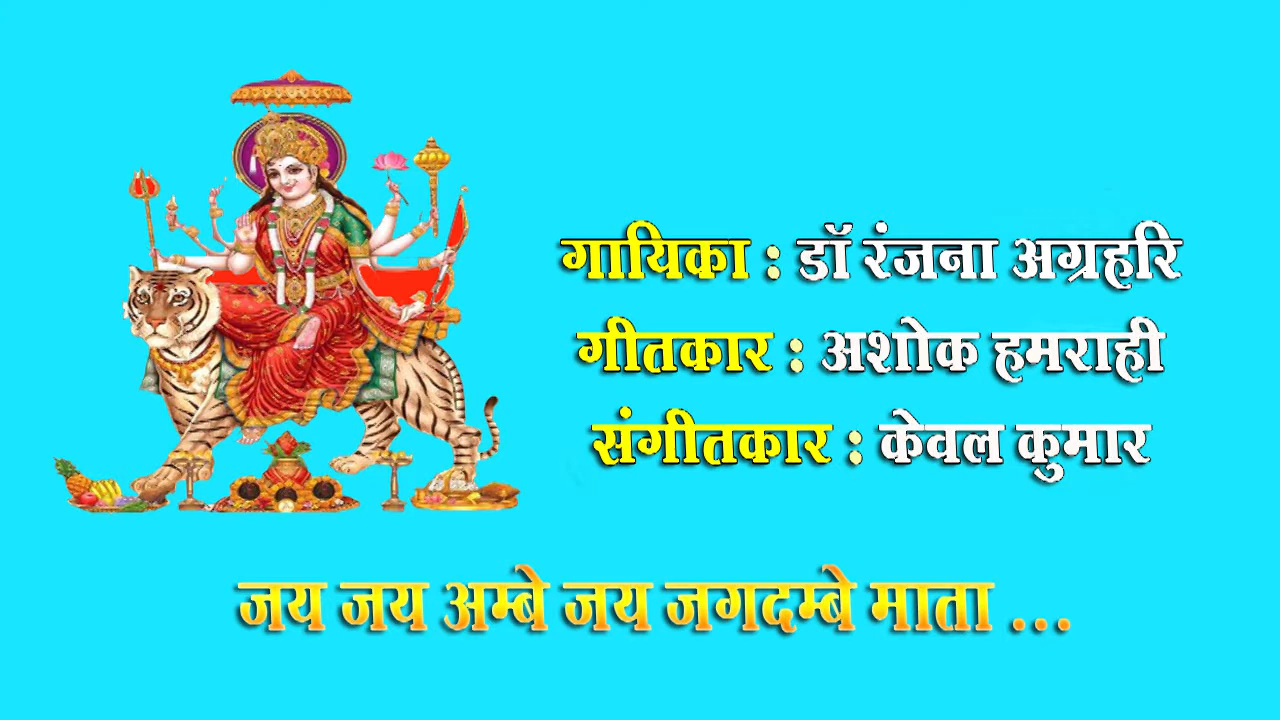 गायिका : डॉ रंजना अग्रहरि
गीतकार : अशोक हमराही
संगीतकार : केवल कुमार
जय जय अम्बे जय जगदम्बे माता ...